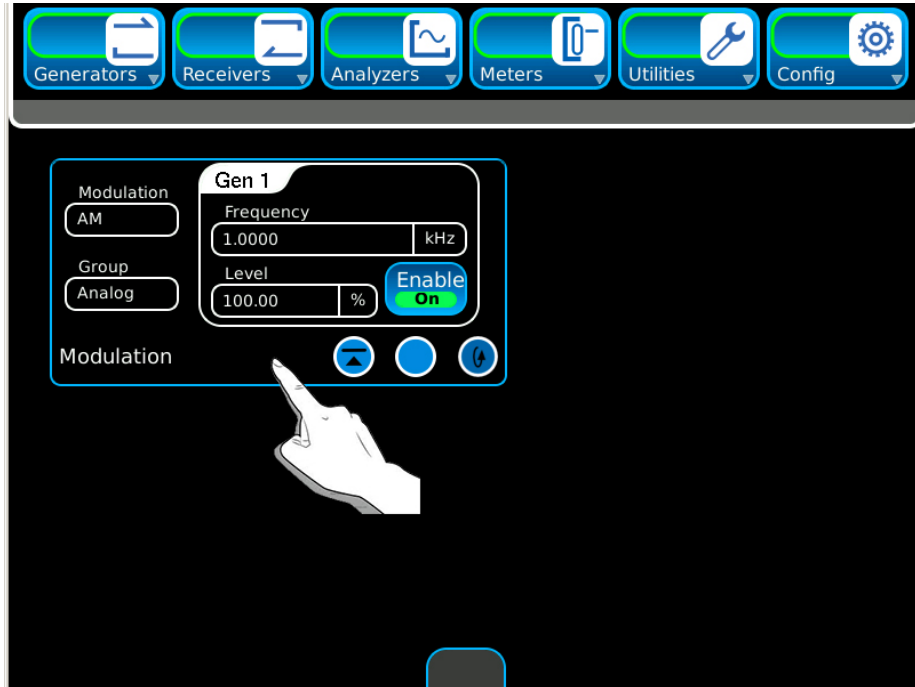 Generators
Receivers
Analyzers
Meters
Utilities
Config
Modulation
AM
Group
Analog
Gen 1
Frequency
1.0000 kHz
Level
100.00 %
Enable
On
Modulation